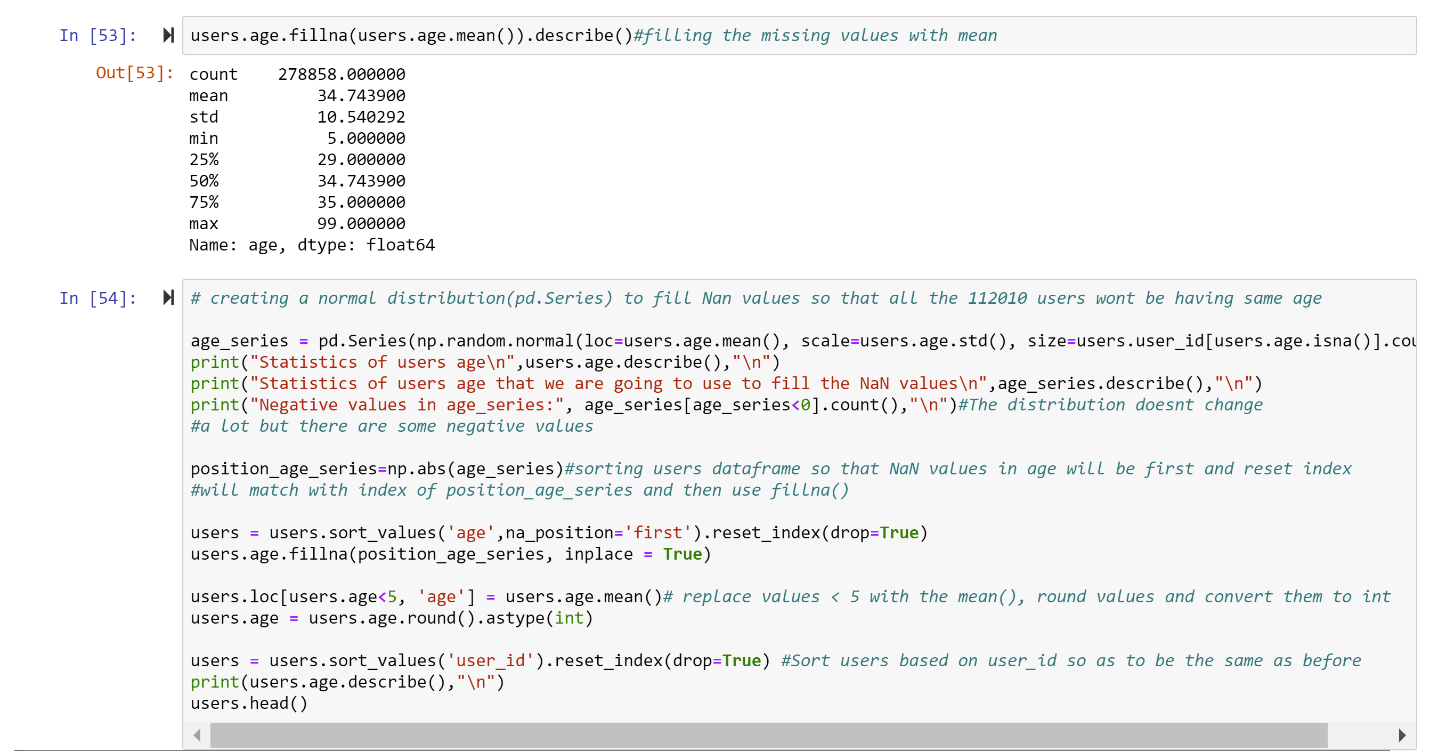 In [53]: users.age.fillna(users.age.mean()).describe()#filling the missing values with mean
Out[53]: count    278858.000000
mean        34.743900
std         10.540292
min          5.000000
25%         29.000000
50%         34.743900
75%         35.000000
max         99.000000
Name: age, dtype: float64
In [54]: # creating a normal distribution(pd.Series) to fill Nan values so that all the 112010 users wont be having same age
age_series = pd.Series(np.random.normal(loc=users.age.mean(), scale=users.age.std(), size=users.user_id[users.age.isna()].cou
print("Statistics of users age\n",users.age.describe(),"\n")
print("Statistics of users age that we are going to use to fill the NaN values\n",age_series.describe(),"\n")
print("Negative values in age_series:", age_series[age_series<0].count(),"\n")#The distribution doesnt change
#a lot but there are some negative values
position_age_series=np.abs(age_series)#sorting users dataframe so that NaN values in age will be first and reset index
#will match with index of position_age_series and then use fillna()
users = users.sort_values('age',na_position='first').reset_index(drop=True)
users.age.fillna(position_age_series, inplace = True)
users.loc[users.age<5, 'age'] = users.age.mean()# replace values < 5 with the mean(), round values and convert them to int
users.age = users.age.round().astype(int)
users = users.sort_values('user_id').reset_index(drop=True) #Sort users based on user_id so as to be the same as before
print(users.age.describe(),"\n")
users.head()